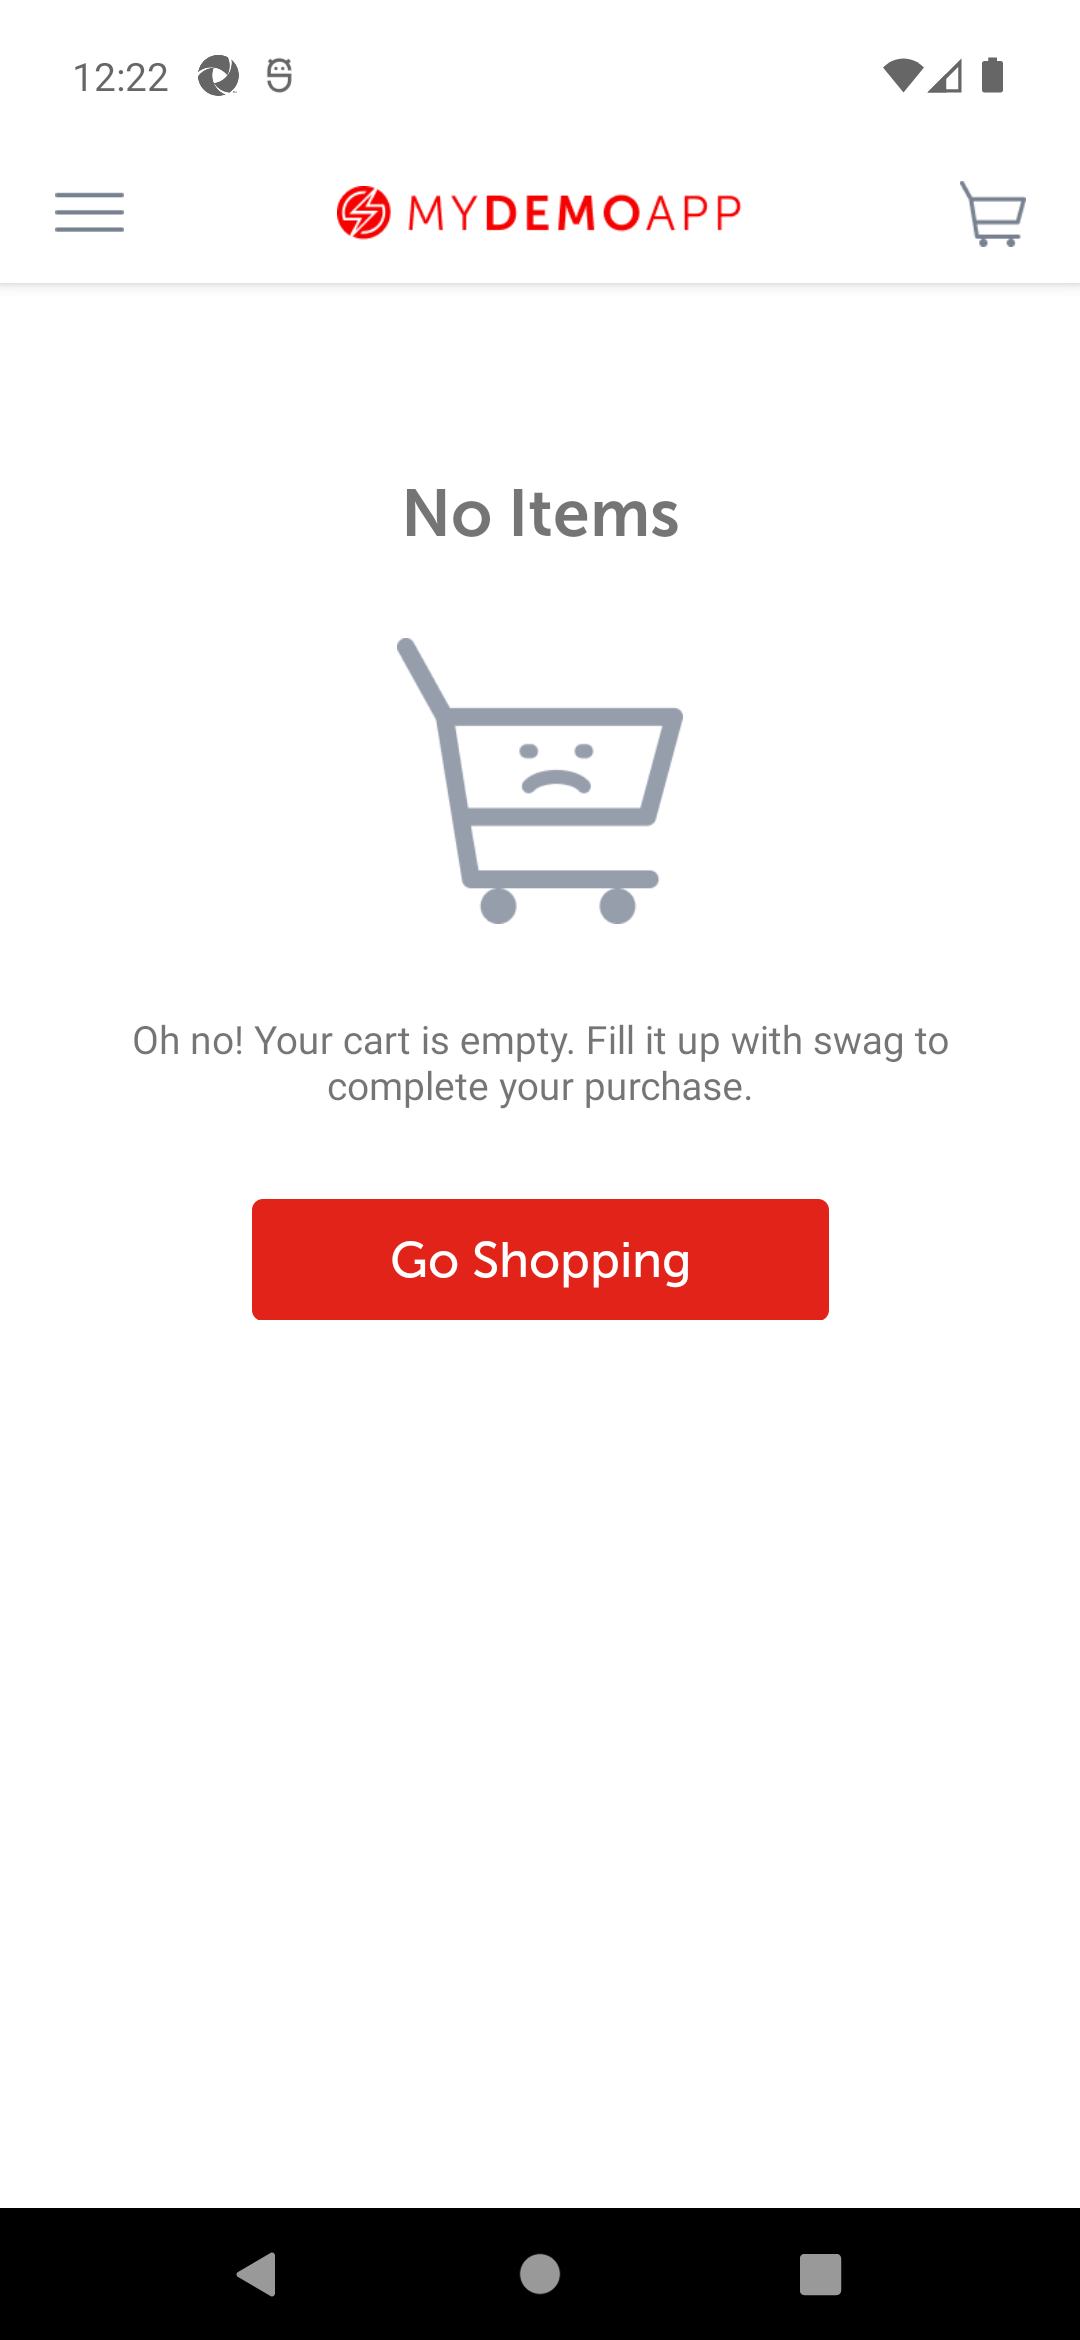 12:22
MYDEMOAPP
No Items
Oh no! Your cart is empty. Fill it up with swag to
complete your purchase.
Go Shopping